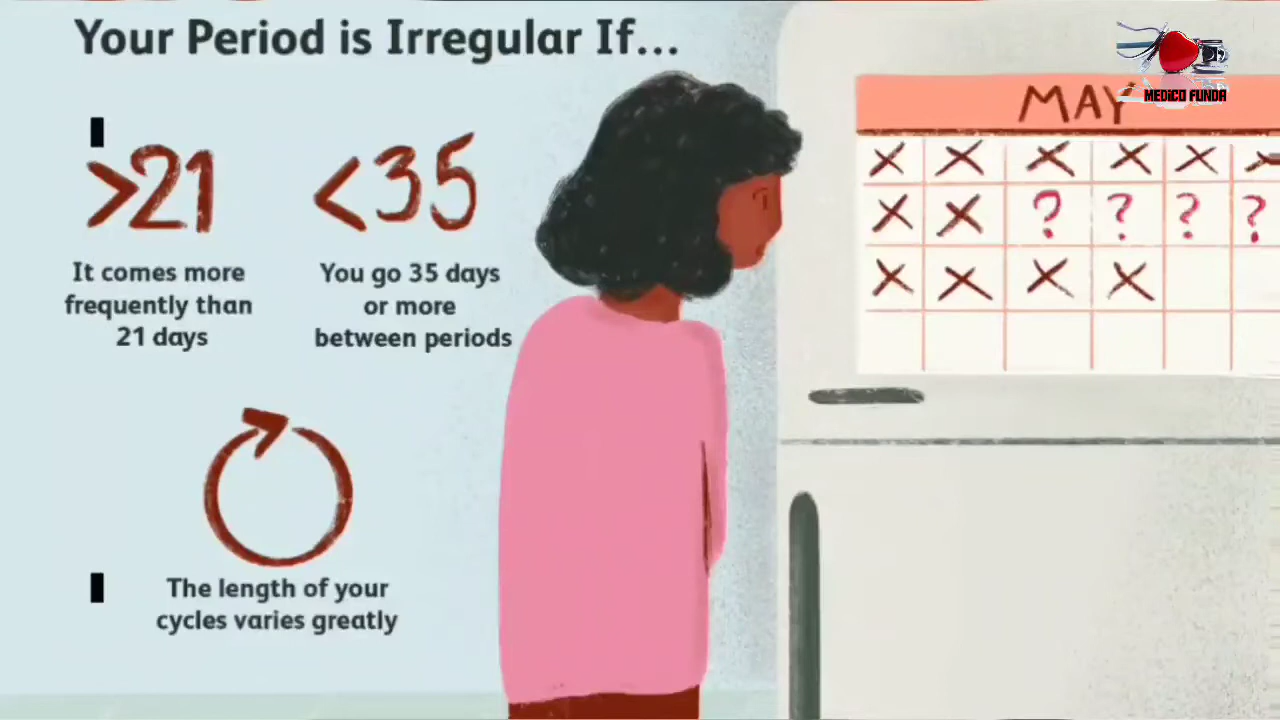 Your Period is Irregular If...
>21
<35
It comes more
frequently than
21 days
You go 35 days
or more
between periods
The length of your
cycles varies greatly
MAY
? ? ? ?
MEDICO FUNDA